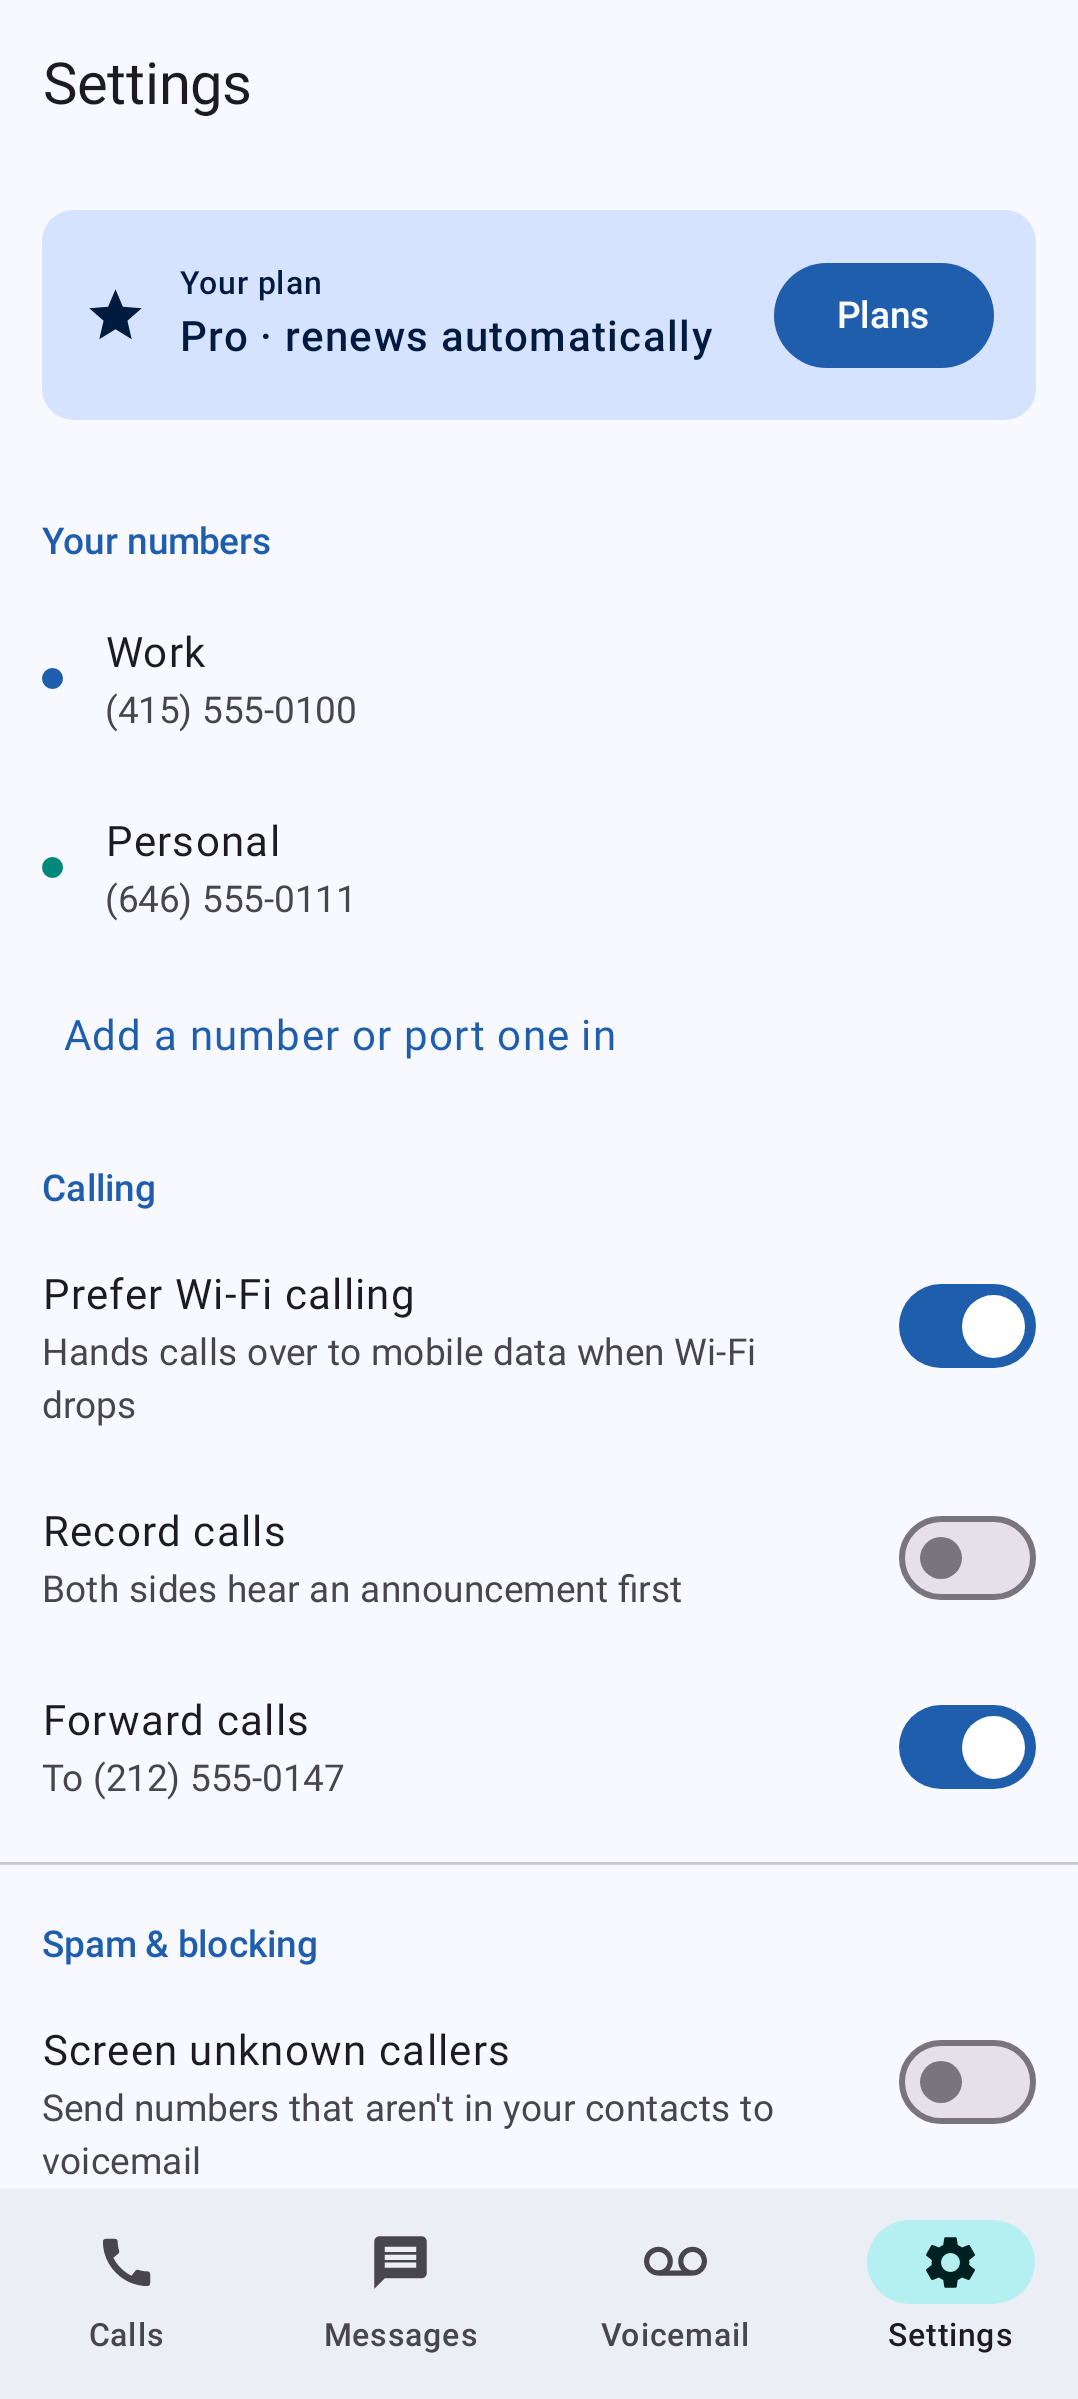 Settings
Your plan
Pro · renews automatically
Plans
Your numbers
Work
(415) 555-0100
Personal
(646) 555-0111
Add a number or port one in
Calling
Prefer Wi-Fi calling
Hands calls over to mobile data when Wi-Fi
drops
Record calls
Both sides hear an announcement first
Forward calls
To (212) 555-0147
Spam & blocking
Screen unknown callers
Send numbers that aren't in your contacts to
voicemail
Calls
Messages
Voicemail
Settings